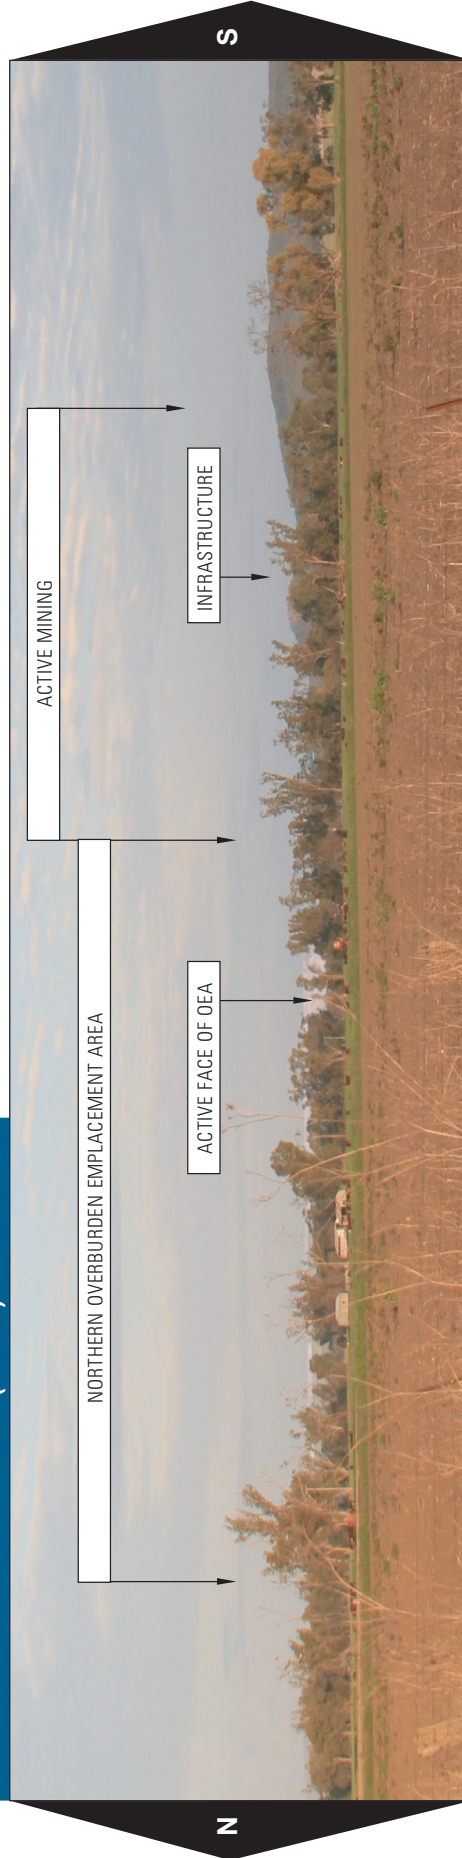 N
NORTHERN OVERBURDEN EMPLACEMENT AREA
ACTIVE MINING
ACTIVE FACE OF OEA
INFRASTRUCTURE
S